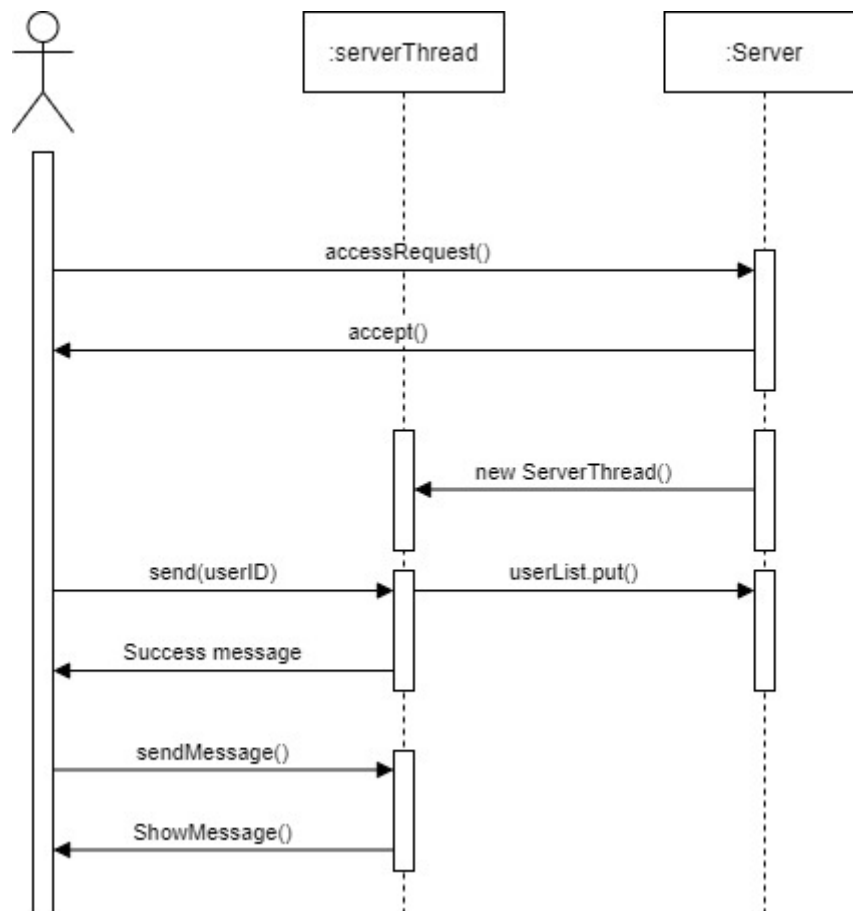 :serverThread
:Server
accessRequest()
accept()
new ServerThread()
send(userID)
userList.put()
Success message
sendMessage()
ShowMessage()